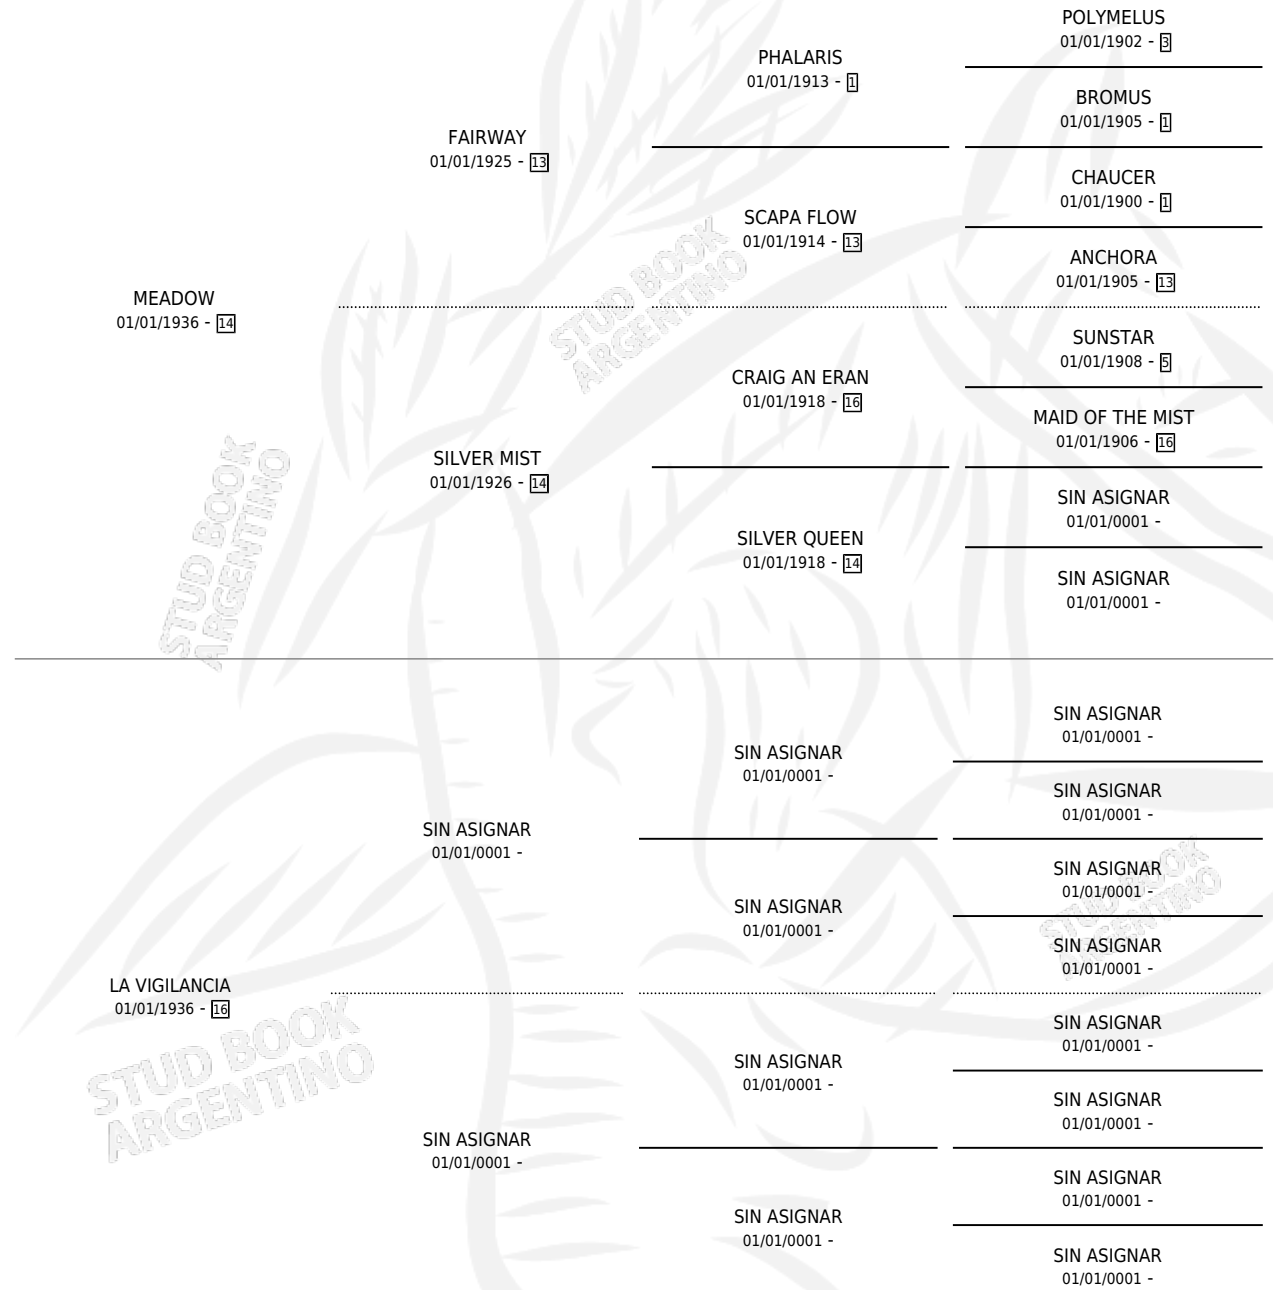 POLYMELUS
01/01/1902 - 3
PHALARIS
01/01/1913 - 1
BROMUS
01/01/1905 - 1
FAIRWAY
01/01/1925 - 13
CHAUCER
01/01/1900 - 1
SCAPA FLOW
01/01/1914 - 13
ANCHORA
01/01/1905 - 13
MEADOW
01/01/1936 - 14
SUNSTAR
01/01/1908 - 5
CRAIG AN ERAN
01/01/1918 - 16
MAID OF THE MIST
01/01/1906 - 16
SILVER MIST
01/01/1926 - 14
SIN ASIGNAR
01/01/0001 -
SILVER QUEEN
01/01/1918 - 14
SIN ASIGNAR
01/01/0001 -
SIN ASIGNAR
01/01/0001 -
SIN ASIGNAR
01/01/0001 -
SIN ASIGNAR
01/01/0001 -
SIN ASIGNAR
01/01/0001 -
SIN ASIGNAR
01/01/0001 -
SIN ASIGNAR
01/01/0001 -
SIN ASIGNAR
01/01/0001 -
LA VIGILANCIA
01/01/1936 - 16
SIN ASIGNAR
01/01/0001 -
SIN ASIGNAR
01/01/0001 -
SIN ASIGNAR
01/01/0001 -
SIN ASIGNAR
01/01/0001 -
SIN ASIGNAR
01/01/0001 -
SIN ASIGNAR
01/01/0001 -
SIN ASIGNAR
01/01/0001 -
STUD BOOK
ARGENTINO
STUD BOOK
ARGENTINO
STUD BOOK
ARGENTINO
STUD BOOK
ARGENTINO